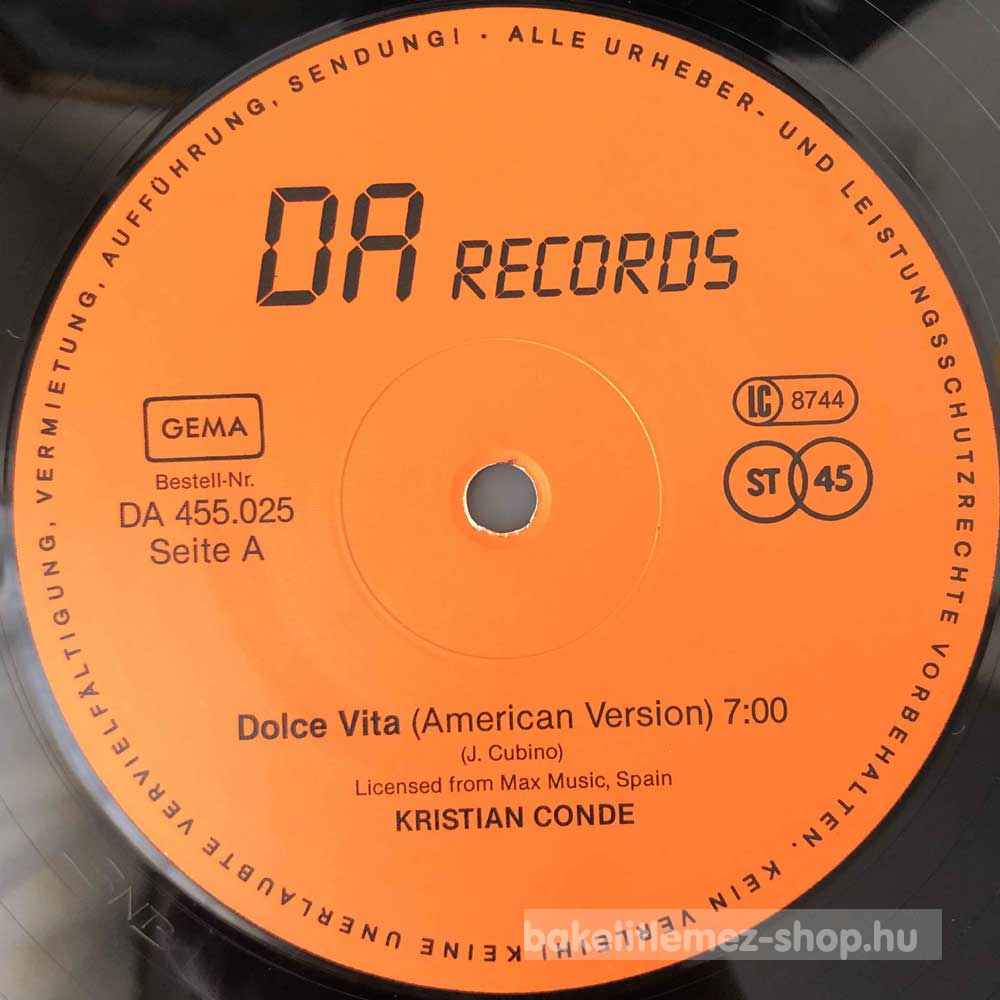 ALLE URHEBER- UND LEISTUNGSSCHUTZRECHTE VORBEHALTEN. KEIN VERLEIH! KEINE UNERLAUBTE VERVIELFÄLTIGUNG, VERMIETUNG, AUFFÜHRUNG, SENDUNG! ·
DA RECORDS
GEMA
LC 8744
Bestell-Nr.
DA 455.025
Seite A
ST 45
Dolce Vita (American Version) 7:00
(J. Cubino)
Licensed from Max Music, Spain
KRISTIAN CONDE
bakelitlemez-shop.hu